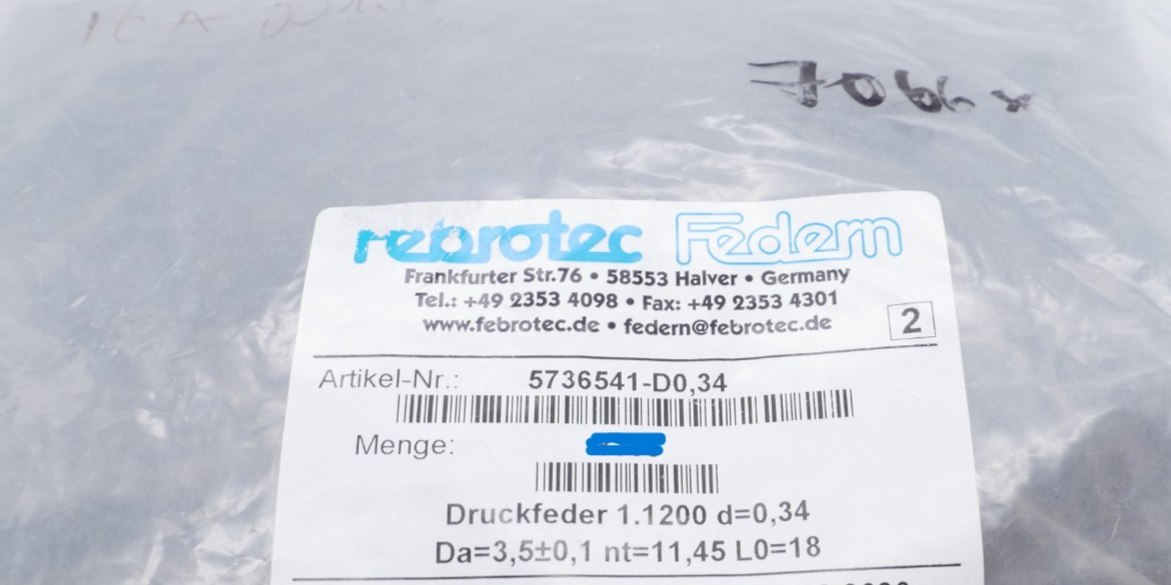 7066x
febrotec Federn
Frankfurter Str.76 • 58553 Halver • Germany
Tel.: +49 2353 4098 • Fax: +49 2353 4301
www.febrotec.de • federn@febrotec.de
2
Artikel-Nr.: 5736541-D0,34
Menge:
Druckfeder 1.1200 d=0,34
Da=3,5±0,1 nt=11,45 L0=18